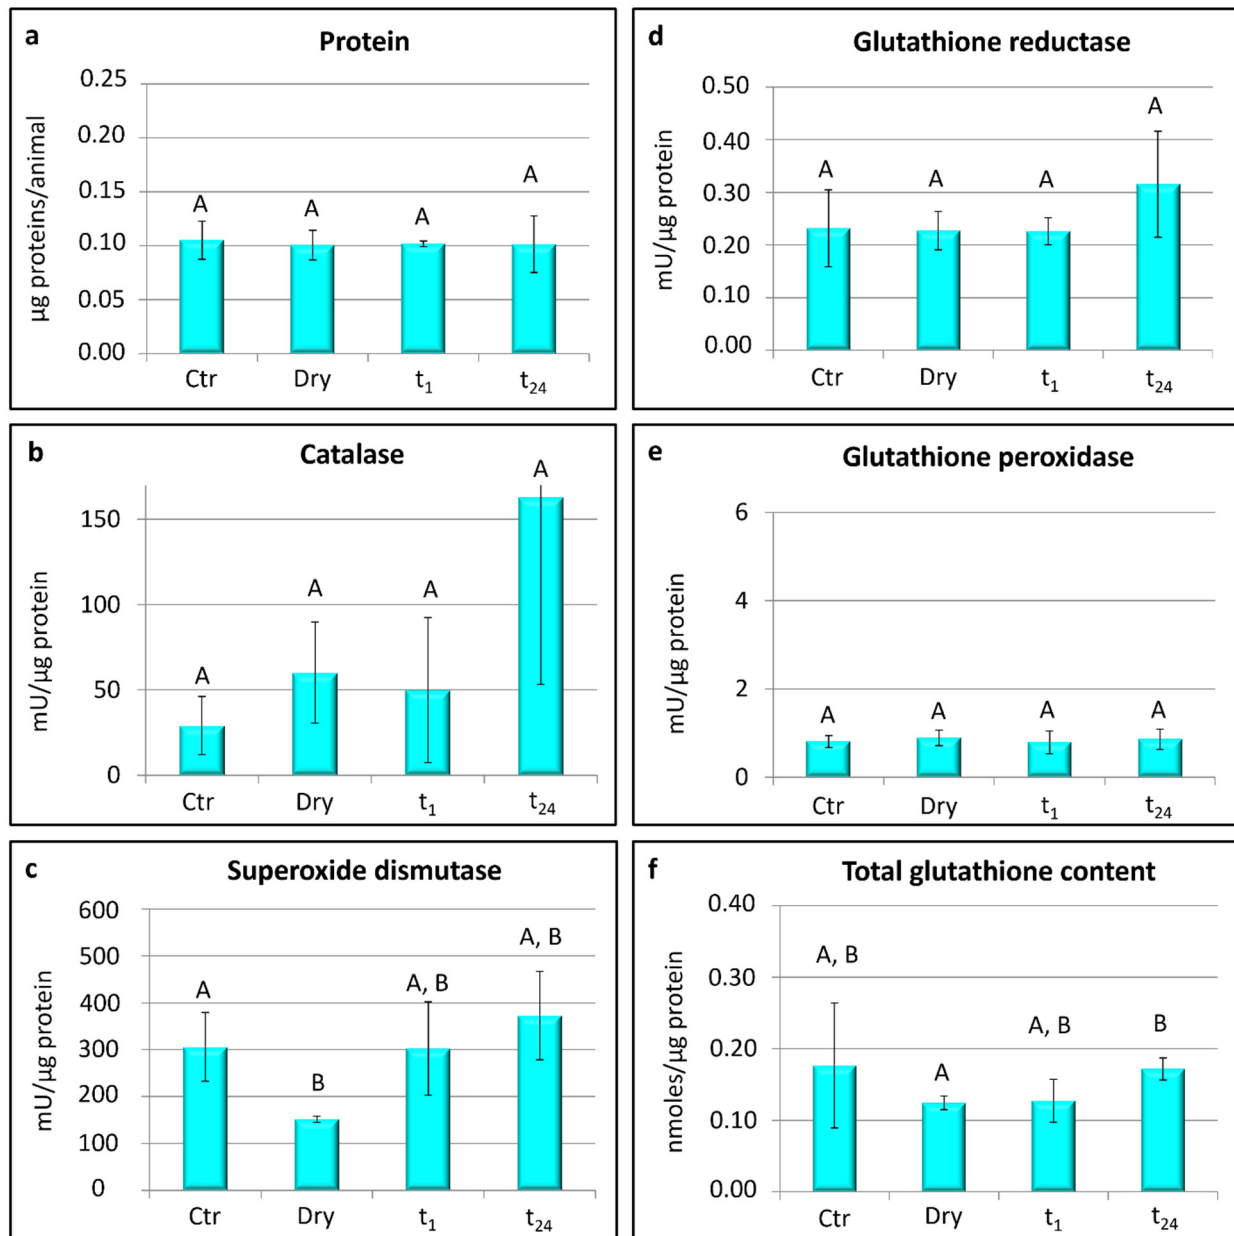 a
Protein
µg proteins/animal
0.25
0.20
0.15
0.10
0.05
0.00
A
A
A
A
Ctr
Dry
t1
t24
d
Glutathione reductase
mU/µg protein
0.50
0.40
0.30
0.20
0.10
0.00
A
A
A
A
Ctr
Dry
t1
t24
b
Catalase
mU/µg protein
150
100
50
0
A
A
A
A
Ctr
Dry
t1
t24
e
Glutathione peroxidase
mU/µg protein
6
4
2
0
A
A
A
A
Ctr
Dry
t1
t24
c
Superoxide dismutase
mU/µg protein
600
500
400
300
200
100
0
A
B
A, B
A, B
Ctr
Dry
t1
t24
f
Total glutathione content
nmoles/µg protein
0.40
0.30
0.20
0.10
0.00
A, B
A
A, B
B
Ctr
Dry
t1
t24